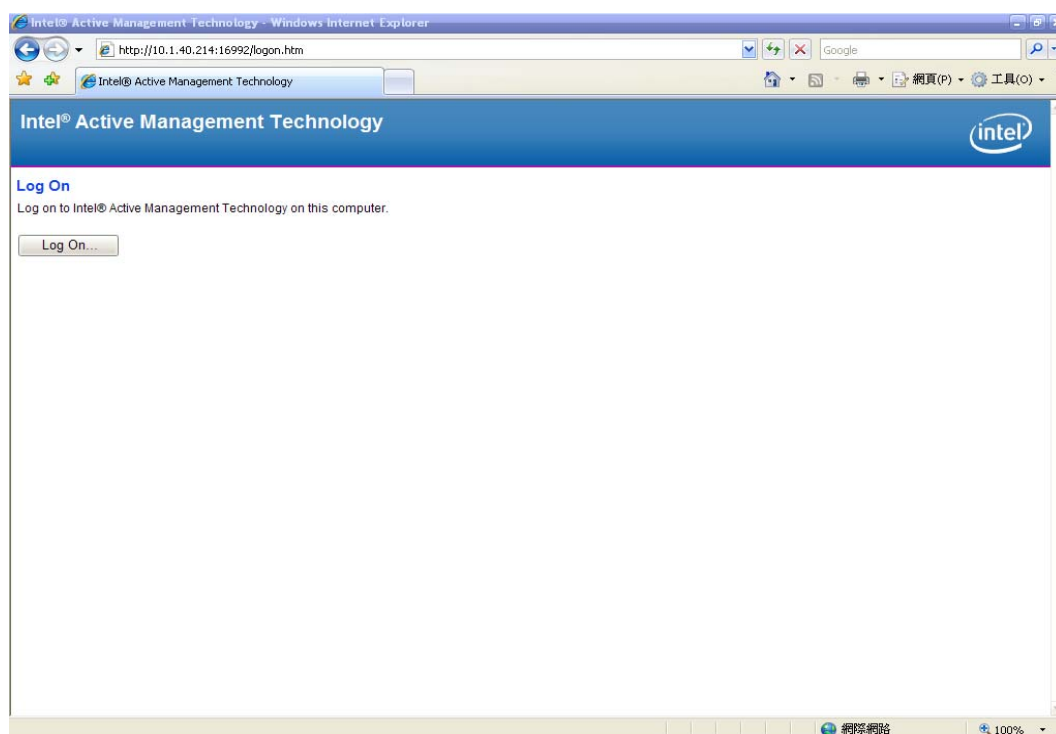 Intel® Active Management Technology - Windows Internet Explorer
http://10.1.40.214:16992/logon.htm
Google
Intel® Active Management Technology
網頁(P)
工具(O)
Intel® Active Management Technology
intel
Log On
Log on to Intel® Active Management Technology on this computer.
Log On...
網際網路
100%